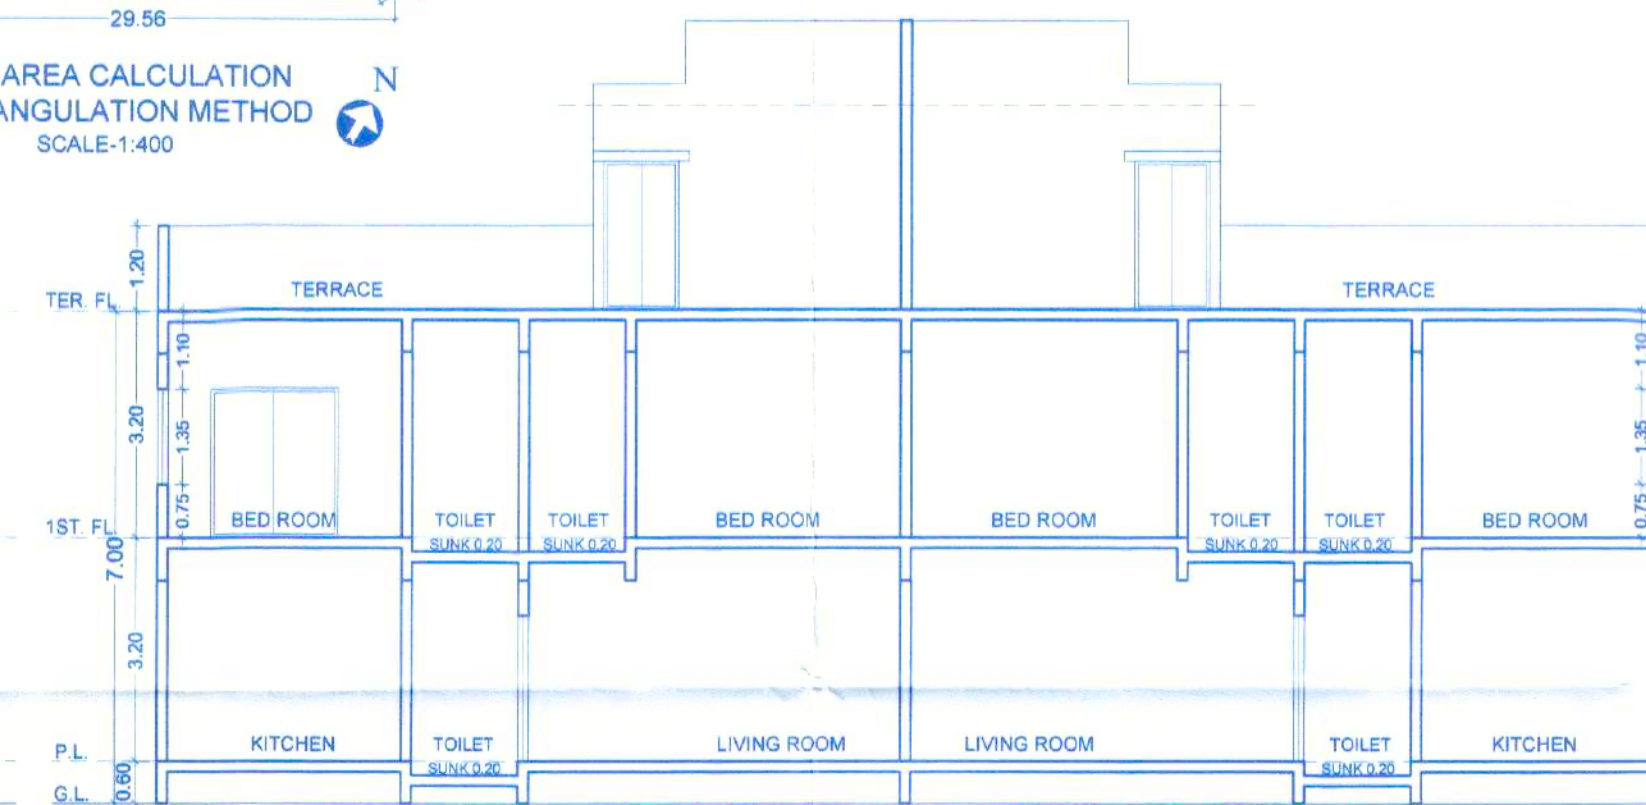 29.56
AREA CALCULATION
ANGULATION METHOD
SCALE-1:400
N
1.20
TER. FL.
TERRACE
TERRACE
1.10
1.10
3.20
1.35
1.35
0.75
0.75
1ST. FL.
BED ROOM
TOILET
TOILET
BED ROOM
BED ROOM
TOILET
TOILET
BED ROOM
SUNK 0.20
SUNK 0.20
SUNK 0.20
SUNK 0.20
7.00
3.20
P.L.
KITCHEN
TOILET
LIVING ROOM
LIVING ROOM
TOILET
KITCHEN
SUNK 0.20
SUNK 0.20
0.60
G.L.